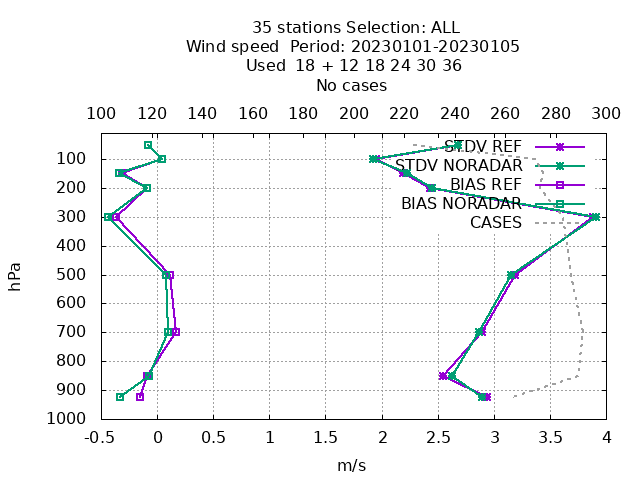 35 stations Selection: ALL
Wind speed  Period: 20230101-20230105
Used  18 + 12 18 24 30 36
No cases
100 120 140 160 180 200 220 240 260 280 300
STDV REF
STDV NORADAR
BIAS REF
BIAS NORADAR
CASES
100
200
300
400
500
600
700
800
900
1000
hPa
-0.5 0 0.5 1 1.5 2 2.5 3 3.5 4
m/s